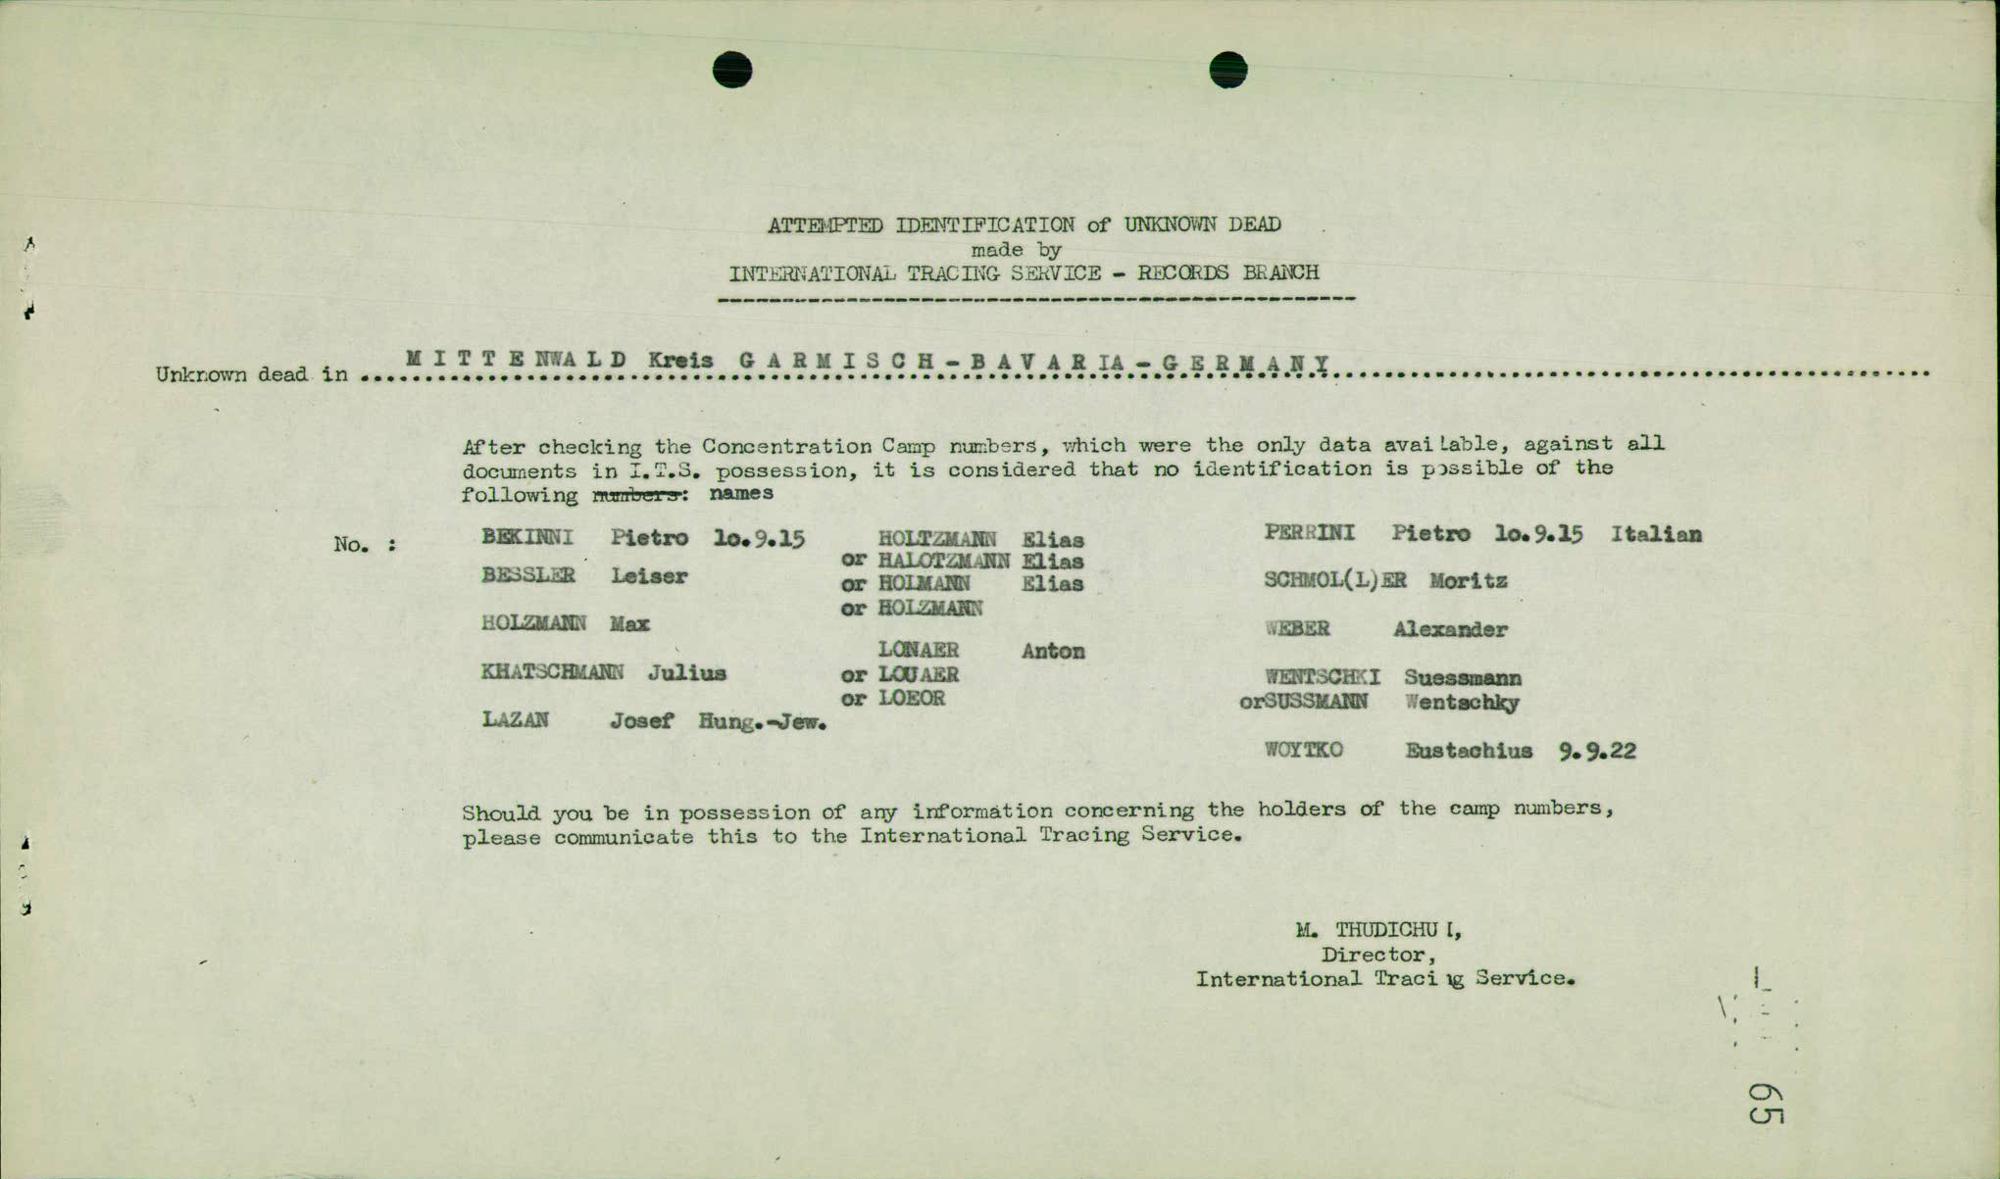 ATTEMPTED IDENTIFICATION of UNKNOWN DEAD
made by
INTERNATIONAL TRACING SERVICE - RECORDS BRANCH
Unknown dead in MITTENWALD Kreis GARMISCH-BAVARIA-GERMANY
After checking the Concentration Camp numbers, which were the only data available, against all
documents in I.T.S. possession, it is considered that no identification is possible of the
following numbers: names
No. :
BEKINNI Pietro 10.9.15
BESSLER Leiser
HOLZMANN Max
KHATSCHMANN Julius
LAZAN Josef Hung.-Jew.
HOLTZMANN Elias
or HALOTZMANN Elias
or HOLMANN Elias
or HOLZMANN
LONAER Anton
or LOUAER
or LOEOR
PERRINI Pietro 10.9.15 Italian
SCHMOL(L)ER Moritz
WEBER Alexander
WENTSCHKI Suessmann
orSUSSMANN Wentschky
WOYTKO Eustachius 9.9.22
Should you be in possession of any information concerning the holders of the camp numbers,
please communicate this to the International Tracing Service.
M. THUDICHUM,
Director,
International Tracing Service.
65